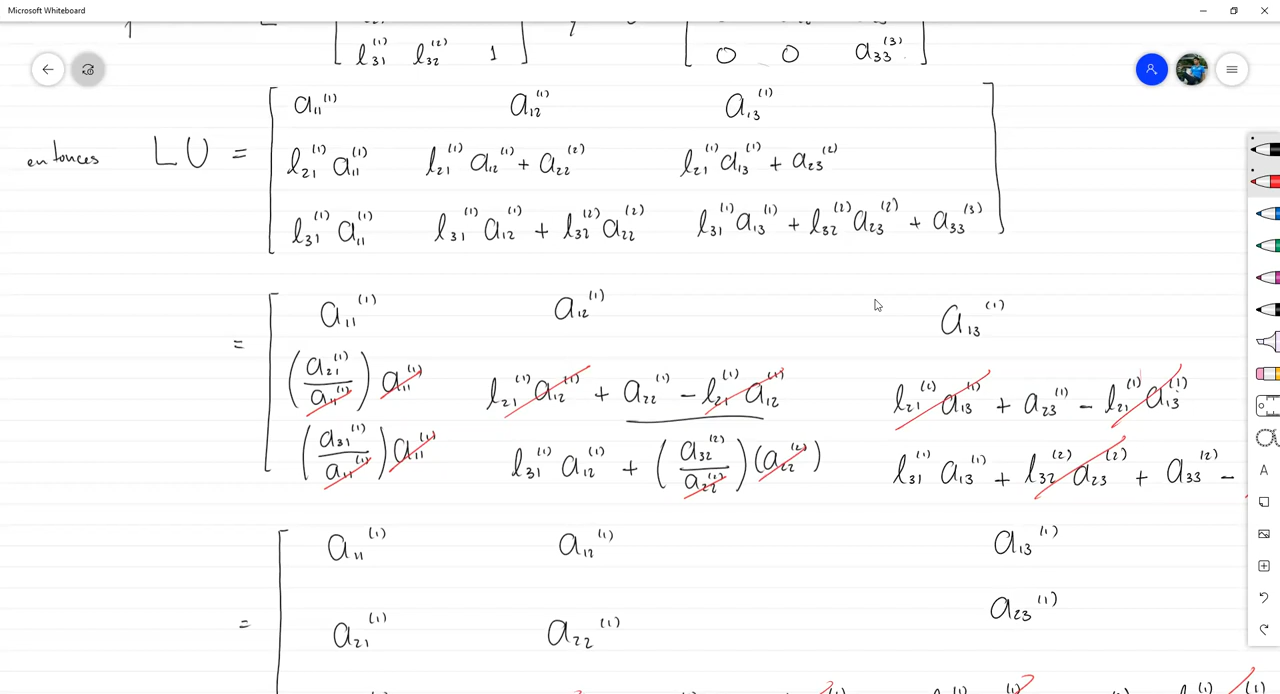 Microsoft Whiteboard
l₃₁⁽¹⁾ l₃₂⁽²⁾ 1 ] y [ 0 0 a₃₃⁽³⁾ ]
a₁₁⁽¹⁾ a₁₂⁽¹⁾ a₁₃⁽¹⁾
entonces LU = l₂₁⁽¹⁾ a₁₁⁽¹⁾ l₂₁⁽¹⁾ a₁₂⁽¹⁾ + a₂₂⁽²⁾ l₂₁⁽¹⁾ a₁₃⁽¹⁾ + a₂₃⁽²⁾
l₃₁⁽¹⁾ a₁₁⁽¹⁾ l₃₁⁽¹⁾ a₁₂⁽¹⁾ + l₃₂⁽²⁾ a₂₂⁽²⁾ l₃₁⁽¹⁾ a₁₃⁽¹⁾ + l₃₂⁽²⁾ a₂₃⁽²⁾ + a₃₃⁽³⁾
= a₁₁⁽¹⁾ a₁₂⁽¹⁾ a₁₃⁽¹⁾
(a₂₁⁽¹⁾/a₁₁⁽¹⁾) a₁₁⁽¹⁾ l₂₁⁽¹⁾ a₁₂⁽¹⁾ + a₂₂⁽¹⁾ − l₂₁⁽¹⁾ a₁₂⁽¹⁾ l₂₁⁽¹⁾ a₁₃⁽¹⁾ + a₂₃⁽¹⁾ − l₂₁⁽¹⁾ a₁₃⁽¹⁾
(a₃₁⁽¹⁾/a₁₁⁽¹⁾) a₁₁⁽¹⁾ l₃₁⁽¹⁾ a₁₂⁽¹⁾ + (a₃₂⁽²⁾/a₂₂⁽²⁾)(a₂₂⁽²⁾) l₃₁⁽¹⁾ a₁₃⁽¹⁾ + l₃₂⁽²⁾ a₂₃⁽²⁾ + a₃₃⁽²⁾ −
a₁₁⁽¹⁾ a₁₂⁽¹⁾ a₁₃⁽¹⁾
= a₂₁⁽¹⁾ a₂₂⁽¹⁾ a₂₃⁽¹⁾